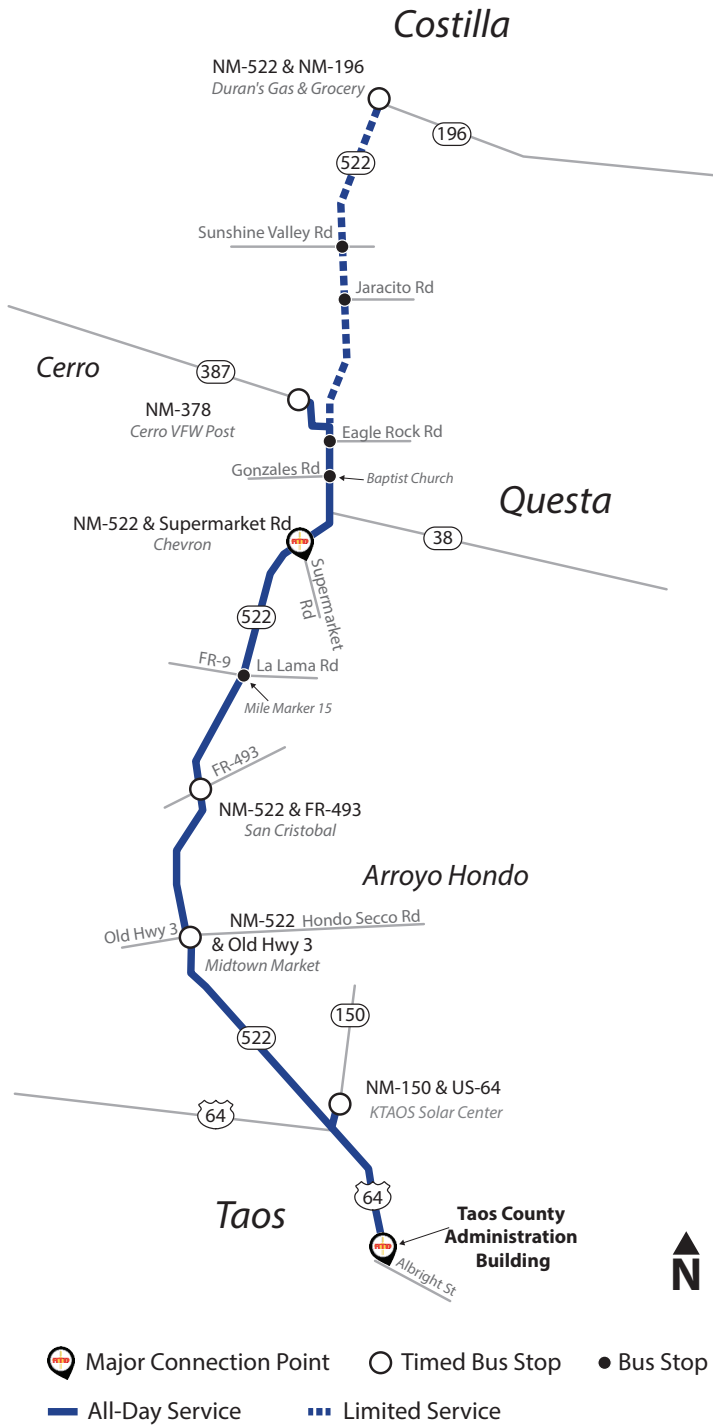 Costilla
NM-522 & NM-196
Duran's Gas & Grocery
196
522
Sunshine Valley Rd
Jaracito Rd
Cerro
387
NM-378
Cerro VFW Post
Eagle Rock Rd
Gonzales Rd
Baptist Church
Questa
NM-522 & Supermarket Rd
Chevron
38
RTD
Supermarket
Rd
522
FR-9
La Lama Rd
Mile Marker 15
FR-493
NM-522 & FR-493
San Cristobal
Arroyo Hondo
Old Hwy 3
NM-522
Hondo Secco Rd
& Old Hwy 3
Midtown Market
522
150
NM-150 & US-64
KTAOS Solar Center
64
64
Taos
Taos County
Administration
Building
RTD
Albright St
N
RTD
Major Connection Point
Timed Bus Stop
Bus Stop
All-Day Service
Limited Service